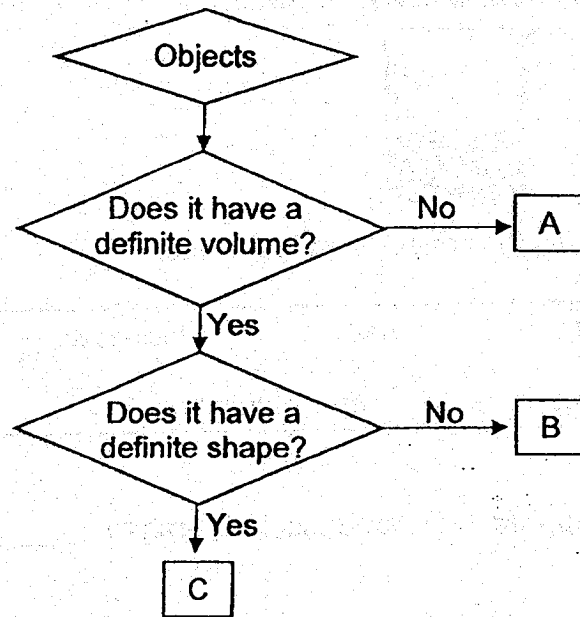 Objects
Does it have a
definite volume?
No
A
Yes
Does it have a
definite shape?
No
B
Yes
C